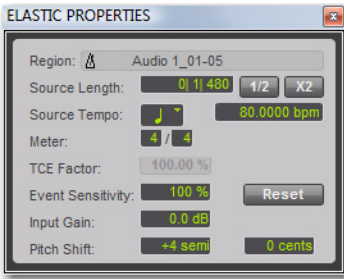 ELASTIC PROPERTIES
Region: Audio 1_01-05
Source Length: 0| 1| 480 1/2 X2
Source Tempo: 80.0000 bpm
Meter: 4 / 4
TCE Factor: 100.00 %
Event Sensitivity: 100 % Reset
Input Gain: 0.0 dB
Pitch Shift: +4 semi 0 cents